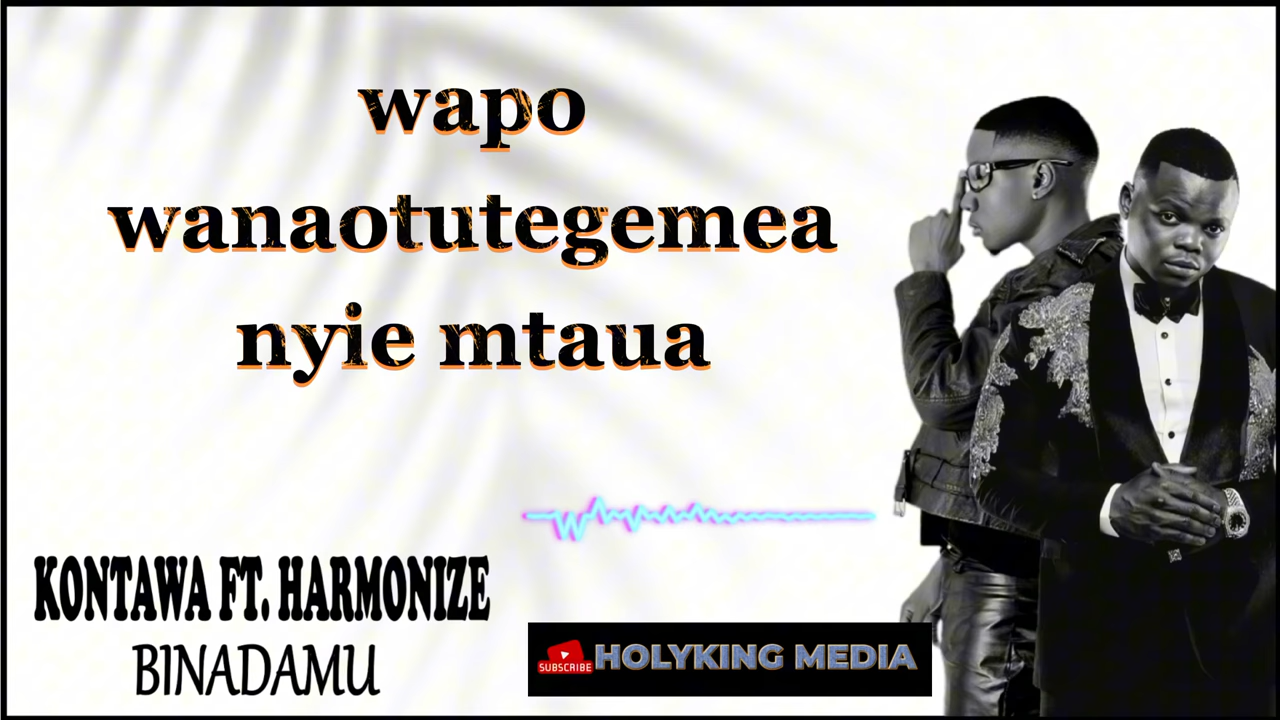 wapo
wanaotutegemea
nyie mtaua
KONTAWA FT. HARMONIZE
BINADAMU
SUBSCRIBE HOLYKING MEDIA